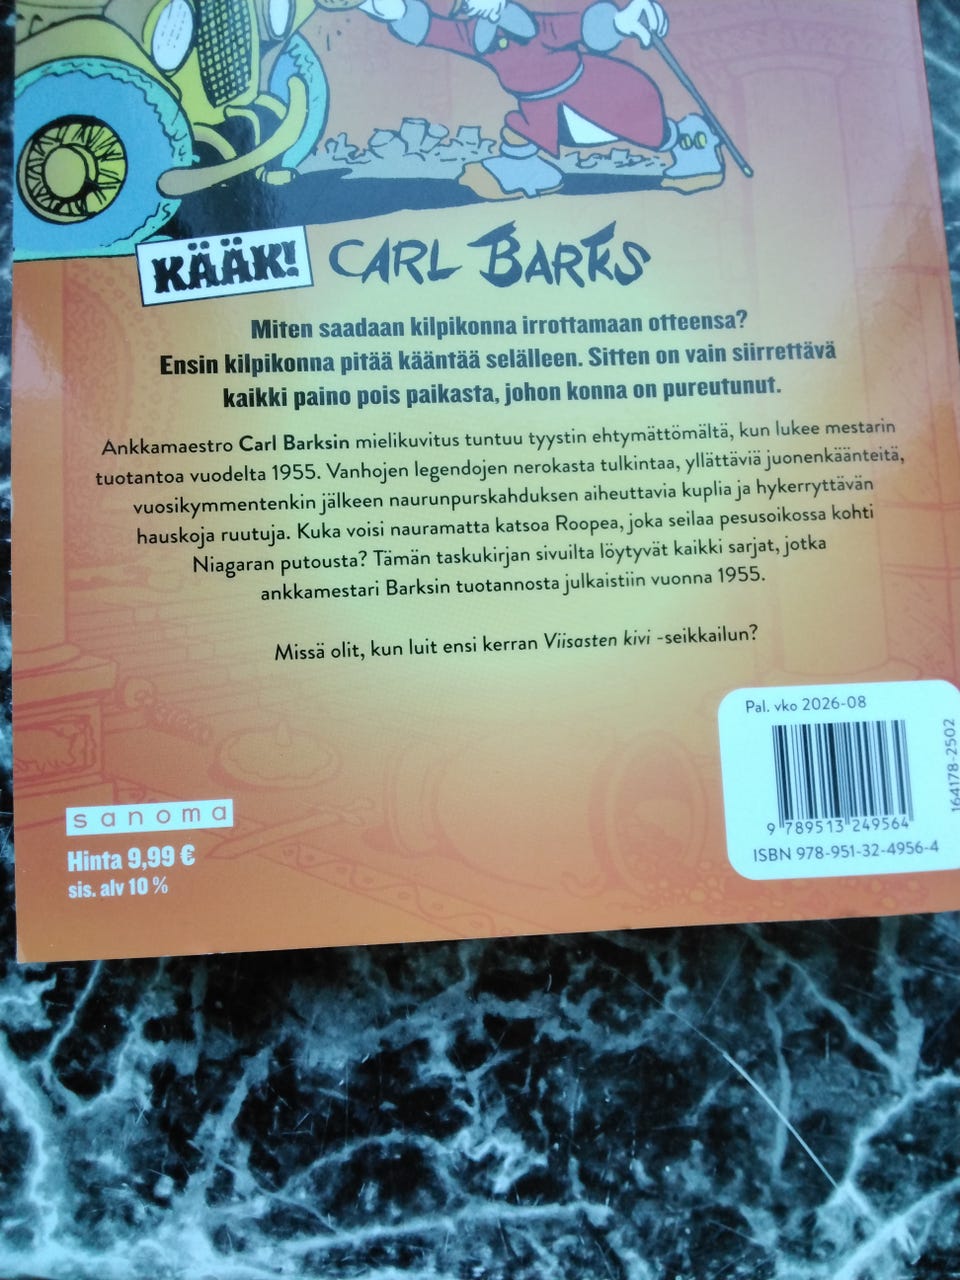 KÄÄK! CARL BARKS
Miten saadaan kilpikonna irrottamaan otteensa?
Ensin kilpikonna pitää kääntää selälleen. Sitten on vain siirrettävä
kaikki paino pois paikasta, johon konna on pureutunut.
Ankkamaestro Carl Barksin mielikuvitus tuntuu tyystin ehtymättömältä, kun lukee mestarin
tuotantoa vuodelta 1955. Vanhojen legendojen nerokasta tulkintaa, yllättäviä juonenkäänteitä,
vuosikymmentenkin jälkeen naurunpurskahduksen aiheuttavia kuplia ja hykerryttävän
hauskoja ruutuja. Kuka voisi nauramatta katsoa Roopea, joka seilaa pesusoikossa kohti
Niagaran putousta? Tämän taskukirjan sivuilta löytyvät kaikki sarjat, jotka
ankkamestari Barksin tuotannosta julkaistiin vuonna 1955.
Missä olit, kun luit ensi kerran Viisasten kivi -seikkailun?
Pal. vko 2026-08
164178-2502
9 789513 249564
ISBN 978-951-32-4956-4
sanoma
Hinta 9,99 €
sis. alv 10 %